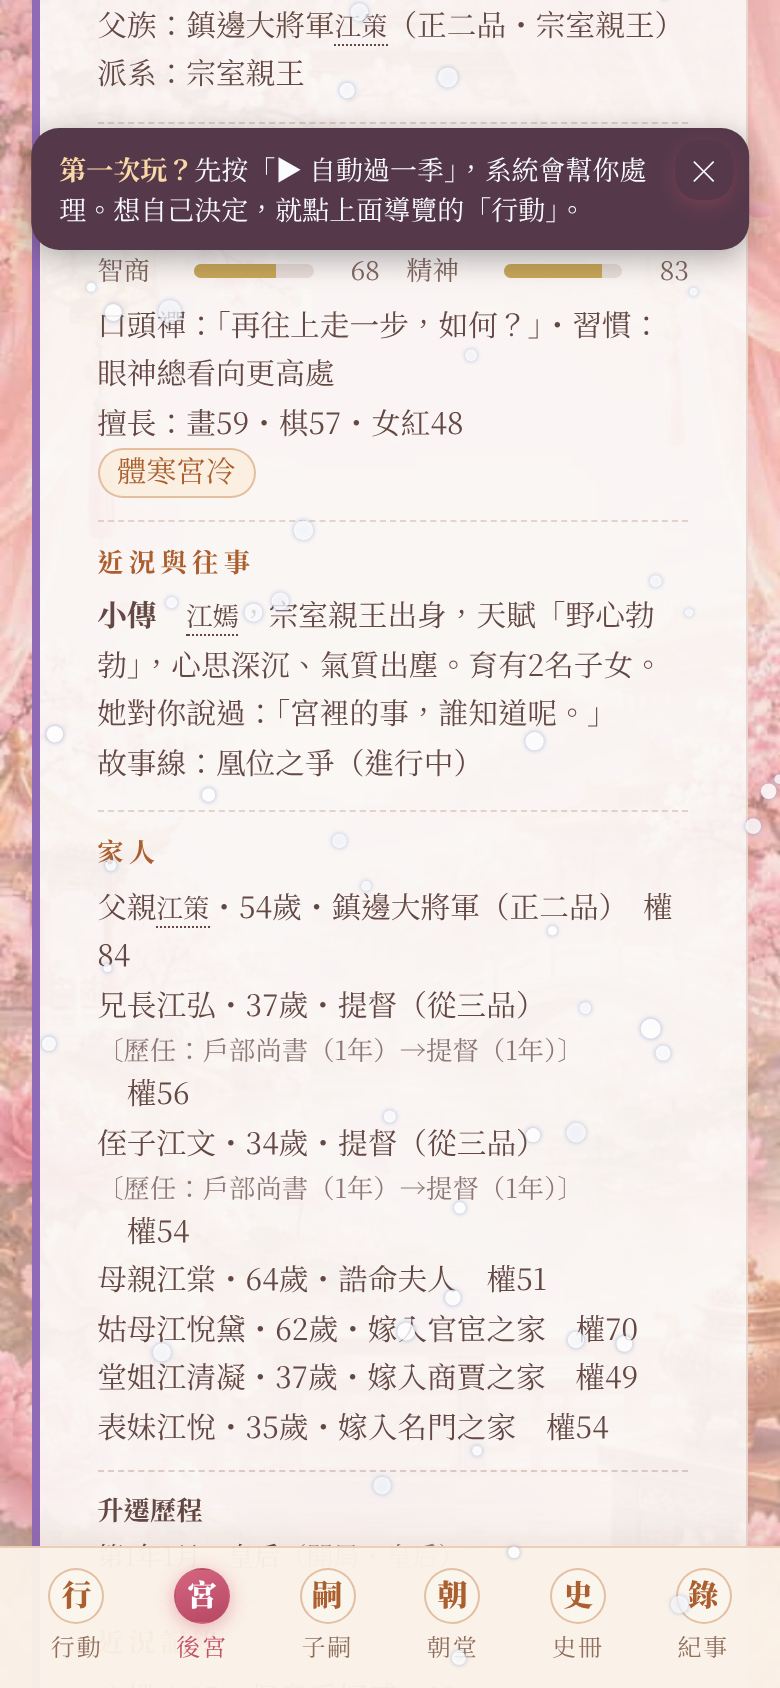 父族：鎮邊大將軍江策（正二品・宗室親王）
派系：宗室親王
第一次玩？先按「▶ 自動過一季」，系統會幫你處
理。想自己決定，就點上面導覽的「行動」。
智商 68 精神 83
口頭禪：「再往上走一步，如何？」・習慣：
眼神總看向更高處
擅長：畫59・棋57・女紅48
體寒宮冷
近況與往事
小傳 江嫣，宗室親王出身，天賦「野心勃
勃」，心思深沉、氣質出塵。育有2名子女。
她對你說過：「宮裡的事，誰知道呢。」
故事線：凰位之爭（進行中）
家人
父親江策・54歲・鎮邊大將軍（正二品） 權
84
兄長江弘・37歲・提督（從三品）
〔歷任：戶部尚書（1年）→提督（1年）〕
權56
侄子江文・34歲・提督（從三品）
〔歷任：戶部尚書（1年）→提督（1年）〕
權54
母親江棠・64歲・誥命夫人 權51
姑母江悅黛・62歲・嫁入官宦之家 權70
堂姐江清凝・37歲・嫁入商賈之家 權49
表妹江悅・35歲・嫁入名門之家 權54
升遷歷程
第1年1月 皇后（開局・皇后）
行 宮 嗣 朝 史 錄
行動 後宮 子嗣 朝堂 史冊 紀事